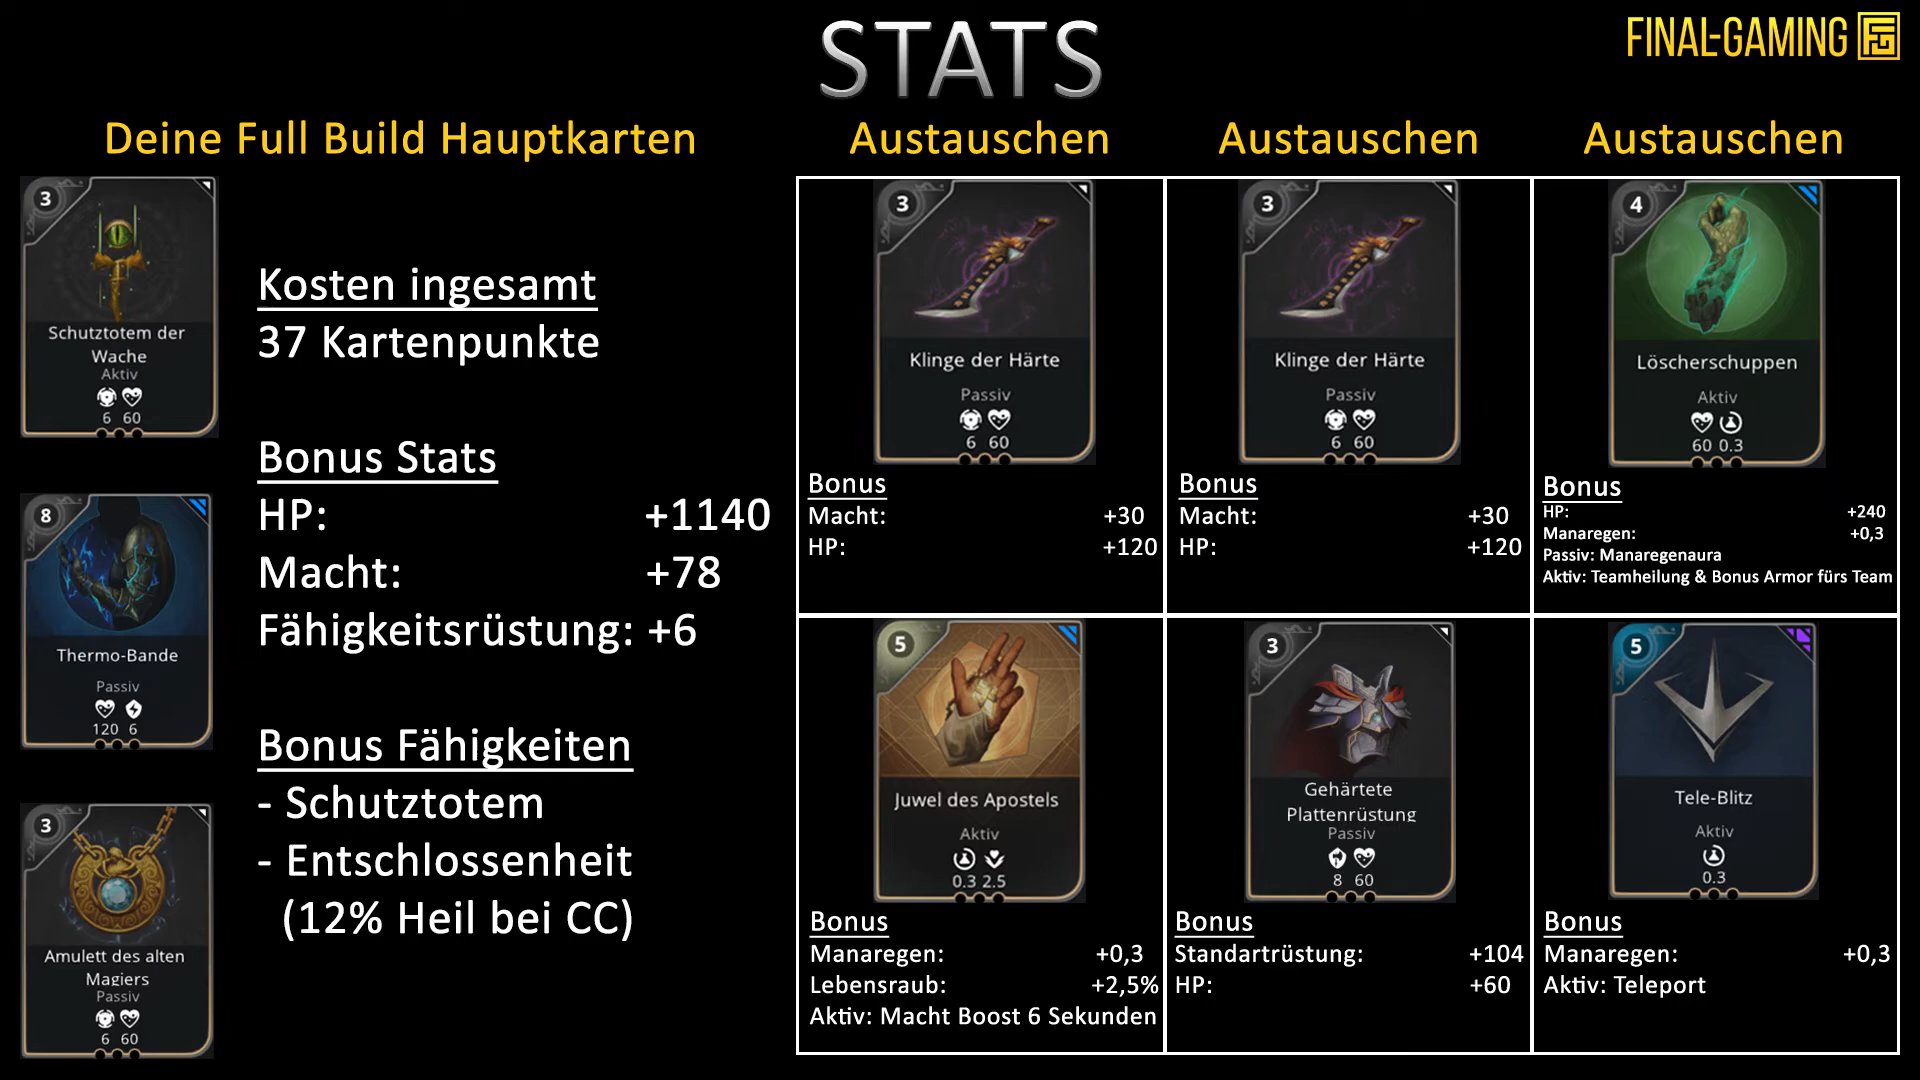 STATS
FINAL-GAMING
Deine Full Build Hauptkarten
3
Schutztotem der
Wache
Aktiv
6 60
8
Thermo-Bande
Passiv
120 6
3
Amulett des alten
Magiers
Passiv
6 60
Kosten ingesamt
37 Kartenpunkte
Bonus Stats
HP: +1140
Macht: +78
Fähigkeitsrüstung: +6
Bonus Fähigkeiten
- Schutztotem
- Entschlossenheit
(12% Heil bei CC)
Austauschen
3
Klinge der Härte
Passiv
6 60
Bonus
Macht: +30
HP: +120
Austauschen
3
Klinge der Härte
Passiv
6 60
Bonus
Macht: +30
HP: +120
Austauschen
4
Löscherschuppen
Aktiv
60 0.3
Bonus
HP: +240
Manaregen: +0,3
Passiv: Manaregenaura
Aktiv: Teamheilung & Bonus Armor fürs Team
5
Juwel des Apostels
Aktiv
0.3 2.5
Bonus
Manaregen: +0,3
Lebensraub: +2,5%
Aktiv: Macht Boost 6 Sekunden
3
Gehärtete
Plattenrüstung
Passiv
8 60
Bonus
Standartrüstung: +104
HP: +60
5
Tele-Blitz
Aktiv
0.3
Bonus
Manaregen: +0,3
Aktiv: Teleport